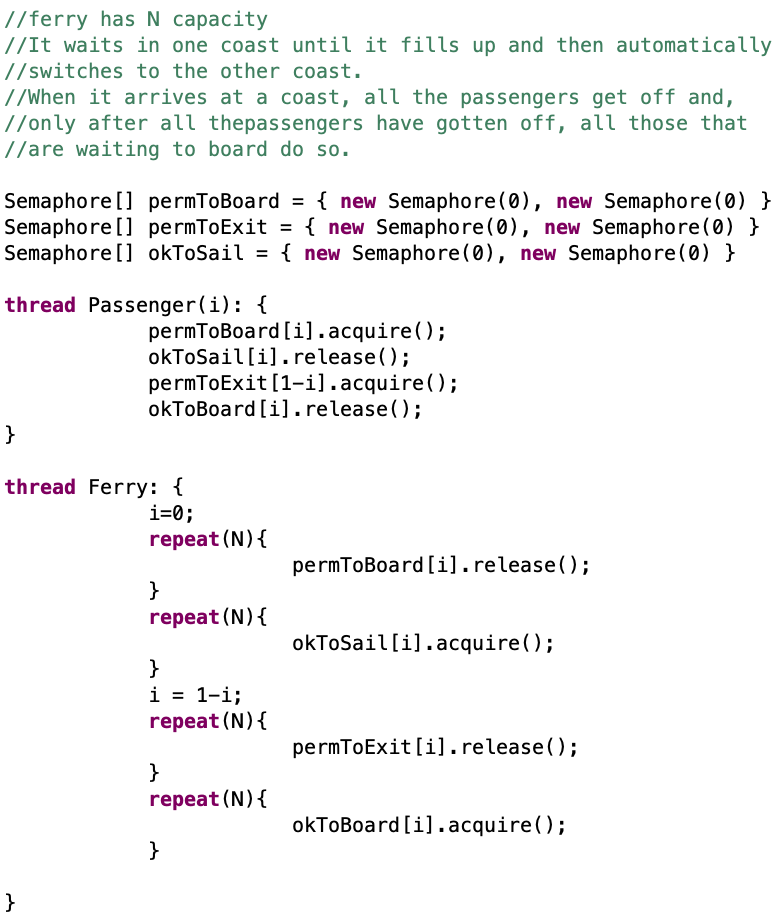 //ferry has N capacity
//It waits in one coast until it fills up and then automatically
//switches to the other coast.
//When it arrives at a coast, all the passengers get off and,
//only after all thepassengers have gotten off, all those that
//are waiting to board do so.

Semaphore[] permToBoard = { new Semaphore(0), new Semaphore(0) }
Semaphore[] permToExit = { new Semaphore(0), new Semaphore(0) }
Semaphore[] okToSail = { new Semaphore(0), new Semaphore(0) }

thread Passenger(i): {
            permToBoard[i].acquire();
            okToSail[i].release();
            permToExit[1-i].acquire();
            okToBoard[i].release();
}

thread Ferry: {
            i=0;
            repeat(N){
                        permToBoard[i].release();
            }
            repeat(N){
                        okToSail[i].acquire();
            }
            i = 1-i;
            repeat(N){
                        permToExit[i].release();
            }
            repeat(N){
                        okToBoard[i].acquire();
            }

}